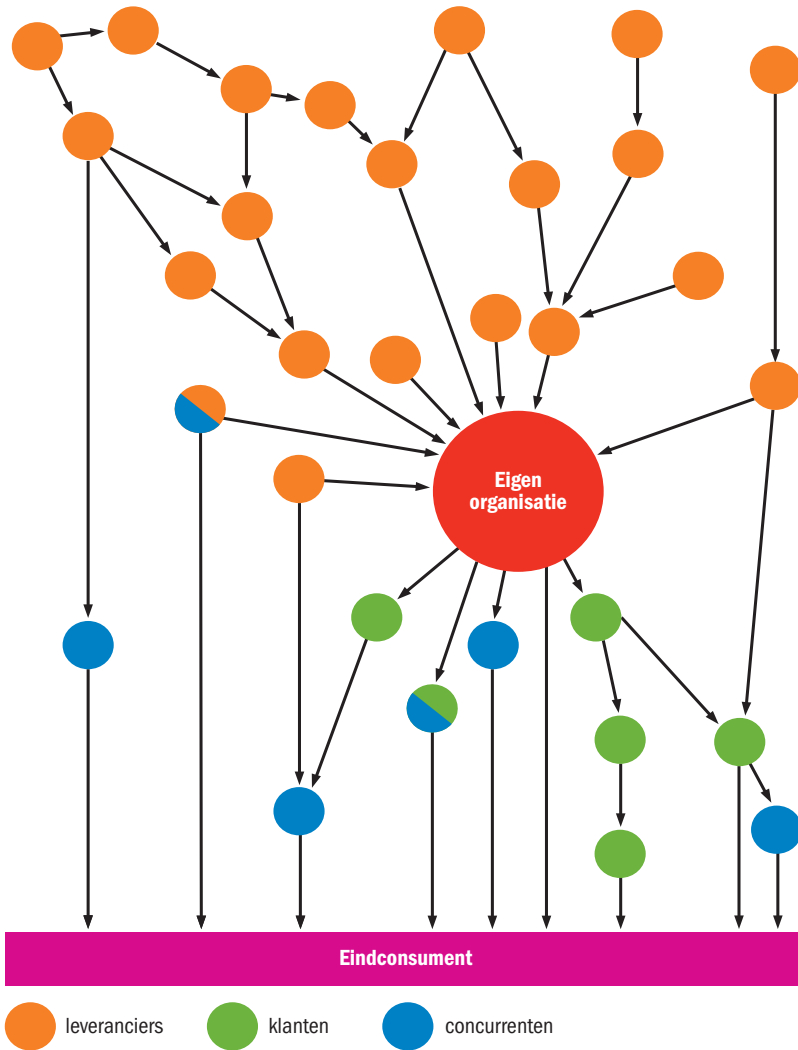 Eigen
organisatie
Eindconsument
leveranciers
klanten
concurrenten